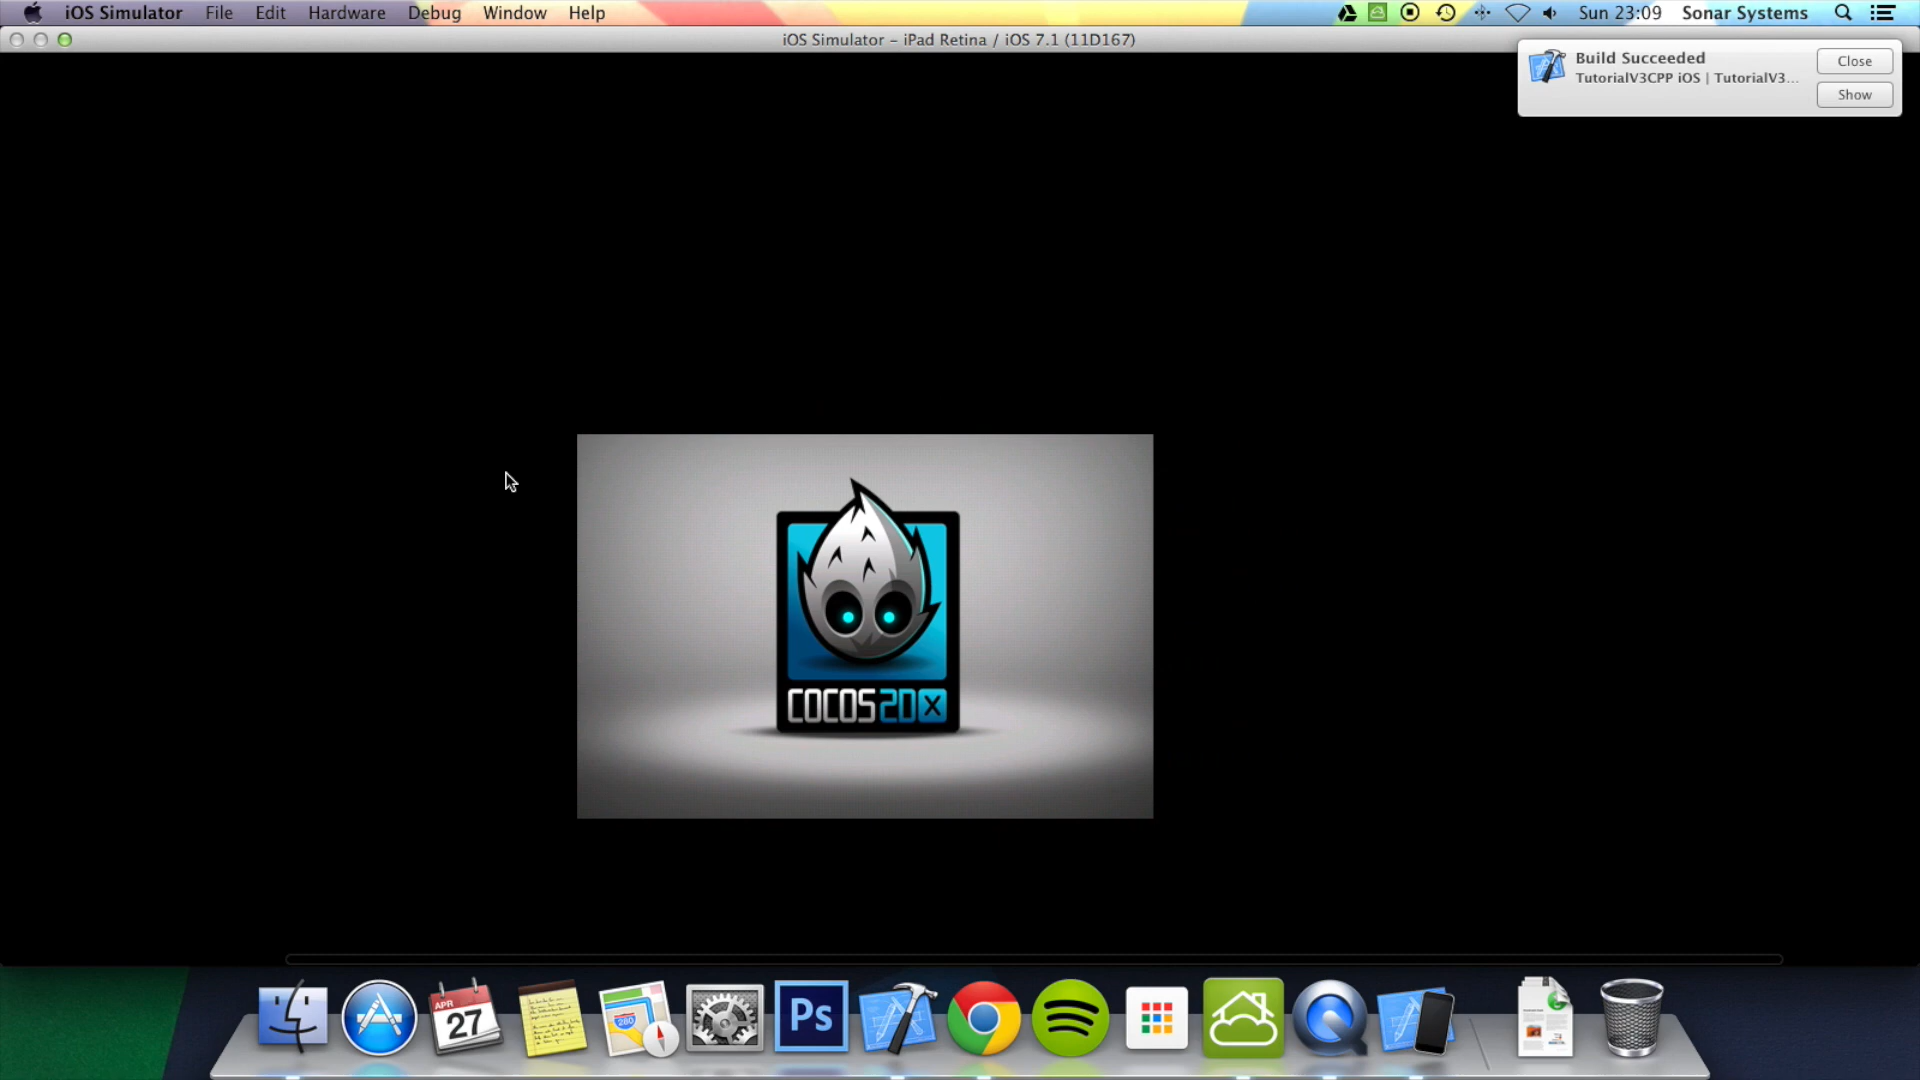 iOS Simulator File Edit Hardware Debug Window Help Sun 23:09 Sonar Systems
iOS Simulator – iPad Retina / iOS 7.1 (11D167)
Build Succeeded
TutorialV3CPP iOS | TutorialV3...
Close
Show
COCOS2DX
APR
27
280
Ps